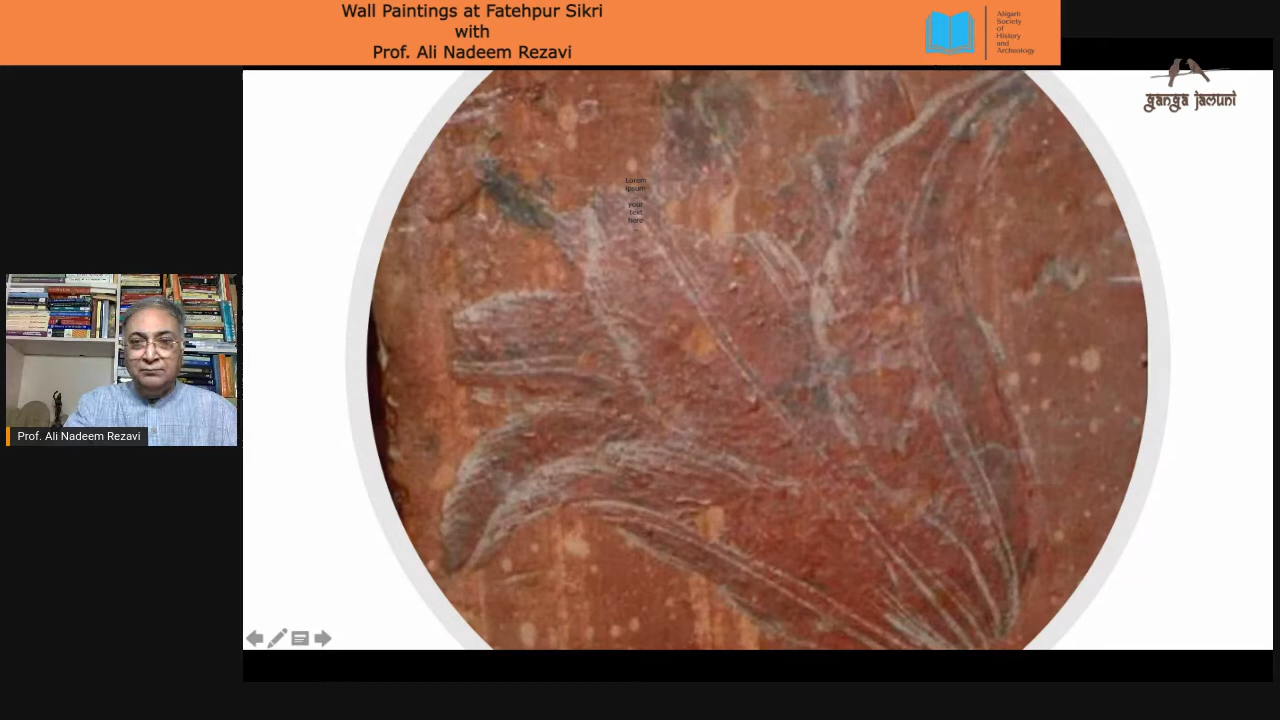 Wall Paintings at Fatehpur Sikri
with
Prof. Ali Nadeem Rezavi
Aligarh
Society
of
History
and
Archeology
ganga jamuni
Lorem
ipsum
your
text
here
Prof. Ali Nadeem Rezavi